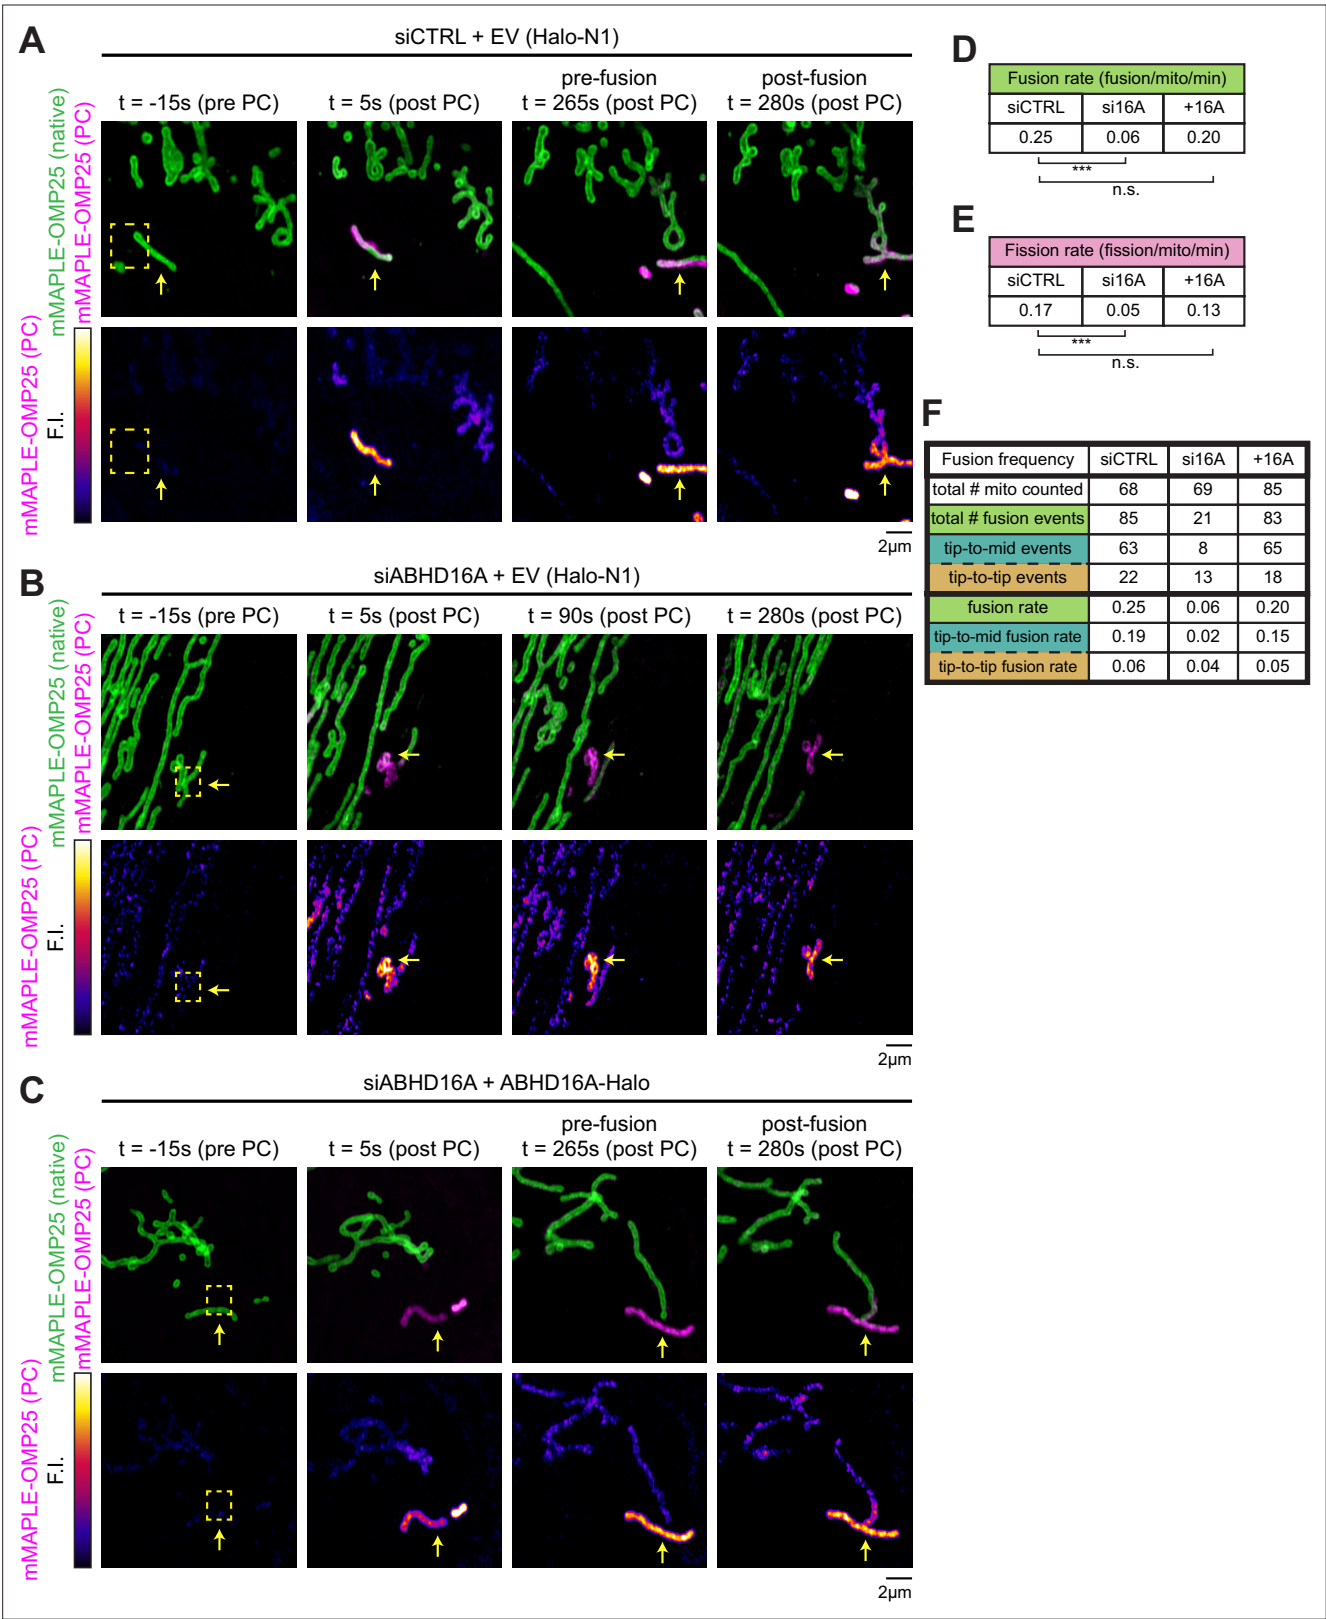 A
siCTRL + EV (Halo-N1)
t = -15s (pre PC)
t = 5s (post PC)
pre-fusion
t = 265s (post PC)
post-fusion
t = 280s (post PC)
mMAPLE-OMP25 (native)
mMAPLE-OMP25 (PC)
mMAPLE-OMP25 (PC)
F.I.
2μm
B
siABHD16A + EV (Halo-N1)
t = -15s (pre PC)
t = 5s (post PC)
t = 90s (post PC)
t = 280s (post PC)
mMAPLE-OMP25 (native)
mMAPLE-OMP25 (PC)
mMAPLE-OMP25 (PC)
F.I.
2μm
C
siABHD16A + ABHD16A-Halo
t = -15s (pre PC)
t = 5s (post PC)
pre-fusion
t = 265s (post PC)
post-fusion
t = 280s (post PC)
mMAPLE-OMP25 (native)
mMAPLE-OMP25 (PC)
mMAPLE-OMP25 (PC)
F.I.
2μm
D
Fusion rate (fusion/mito/min)
siCTRL si16A +16A
0.25 0.06 0.20
***
n.s.
E
Fission rate (fission/mito/min)
siCTRL si16A +16A
0.17 0.05 0.13
***
n.s.
F
Fusion frequency siCTRL si16A +16A
total # mito counted 68 69 85
total # fusion events 85 21 83
tip-to-mid events 63 8 65
tip-to-tip events 22 13 18
fusion rate 0.25 0.06 0.20
tip-to-mid fusion rate 0.19 0.02 0.15
tip-to-tip fusion rate 0.06 0.04 0.05